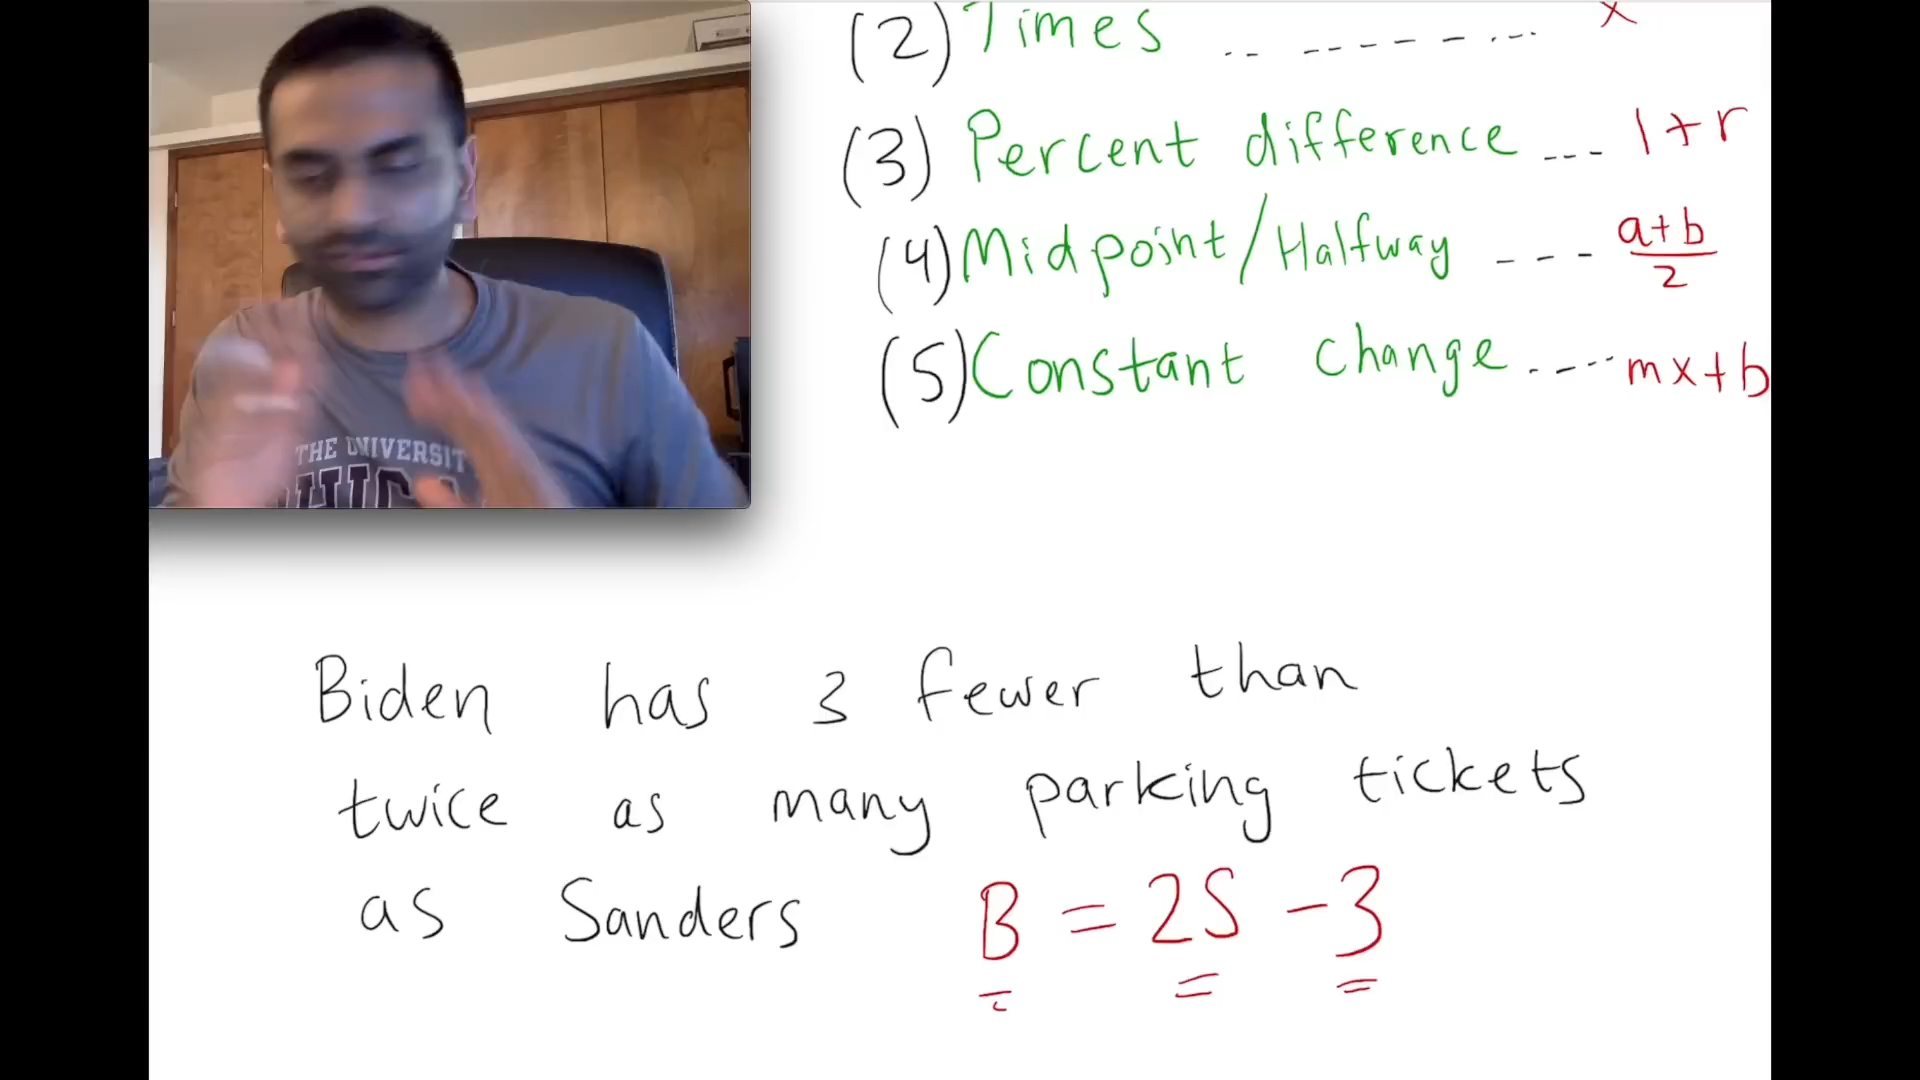 (2) Times .. ----- ... x
(3) Percent difference --- 1+r
(4) Midpoint/Halfway --- a+b
2
(5) Constant change .--.. mx+b
THE UNIVERSIT
Biden has 3 fewer than
twice as many parking tickets
as Sanders B = 2S - 3